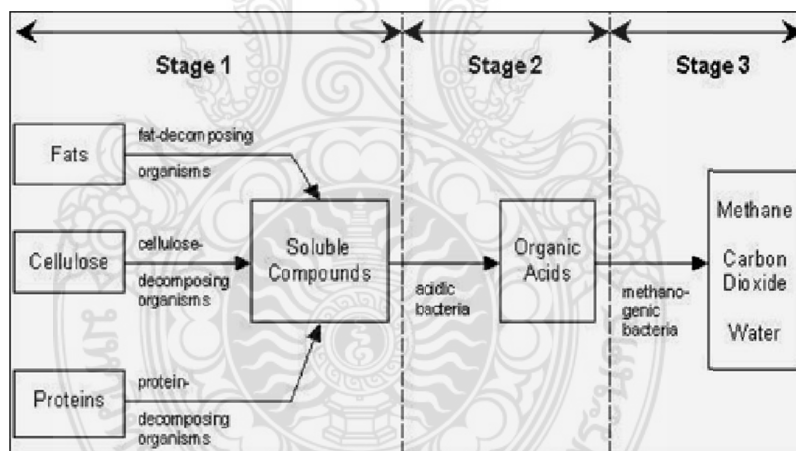 Stage 1
Stage 2
Stage 3
Fats
fat-decomposing
organisms
Cellulose
cellulose-
decomposing
organisms
Proteins
protein-
decomposing
organisms
Soluble
Compounds
acidic
bacteria
Organic
Acids
methano-
genic
bacteria
Methane
Carbon
Dioxide
Water